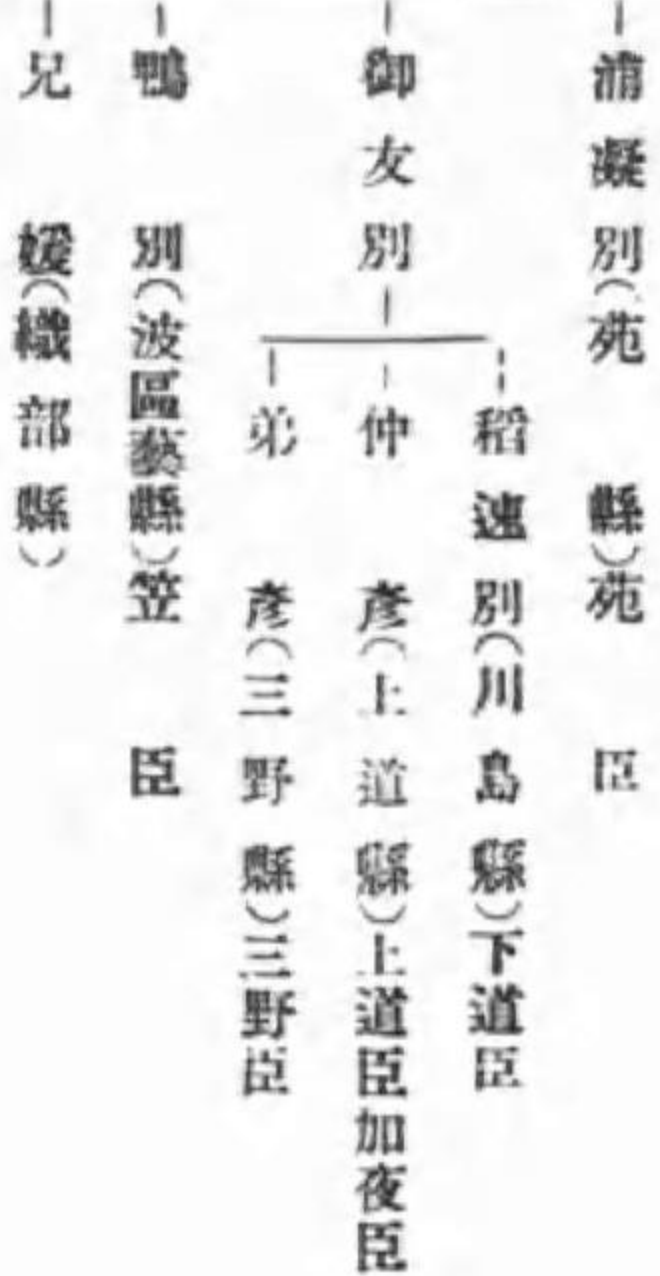 浦凝別(苑縣)苑臣
御友別
稻速別(川島縣)下道臣
仲彥(上道縣)上道臣加夜臣
弟彥(三野縣)三野臣
鴨別(波區藝縣)笠臣
兄媛(織部縣)